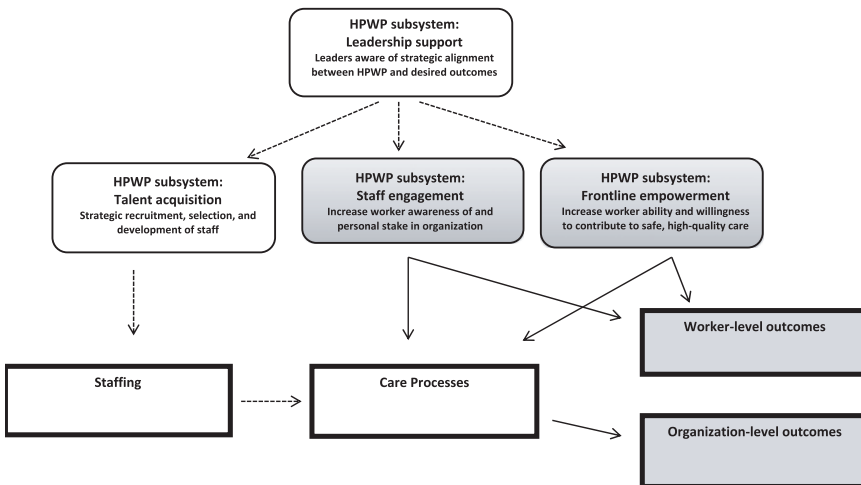 HPWP subsystem:
Leadership support
Leaders aware of strategic alignment
between HPWP and desired outcomes
HPWP subsystem:
Talent acquisition
Strategic recruitment, selection, and
development of staff
HPWP subsystem:
Staff engagement
Increase worker awareness of and
personal stake in organization
HPWP subsystem:
Frontline empowerment
Increase worker ability and willingness
to contribute to safe, high-quality care
Worker-level outcomes
Staffing
Care Processes
Organization-level outcomes